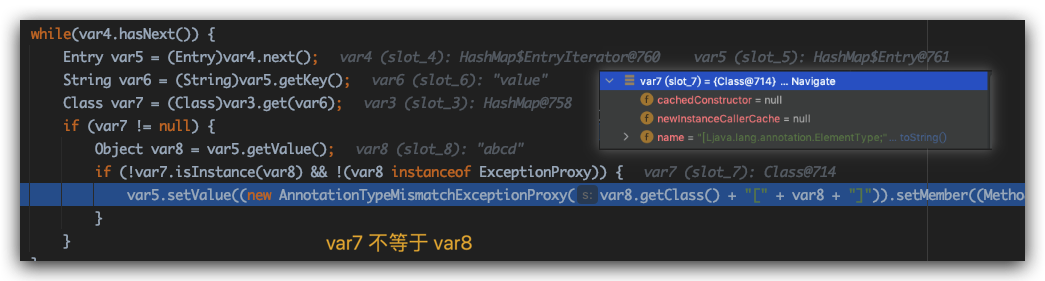 while(var4.hasNext()) {
Entry var5 = (Entry)var4.next();  var4 (slot_4): HashMap$EntryIterator@760    var5 (slot_5): HashMap$Entry@761
String var6 = (String)var5.getKey();  var6 (slot_6): "value"
var7 (slot_7) = {Class@714} ... Navigate
Class var7 = (Class)var3.get(var6);  var3 (slot_3): HashMap@758
cachedConstructor = null
if (var7 != null) {
newInstanceCallerCache = null
Object var8 = var5.getValue();  var8 (slot_8): "abcd"
name = "[Ljava.lang.annotation.ElementType;" ... toString()
if (!var7.isInstance(var8) && !(var8 instanceof ExceptionProxy)) {  var7 (slot_7): Class@714
var5.setValue((new AnnotationTypeMismatchExceptionProxy( s: var8.getClass() + "[" + var8 + "]")).setMember((Metho
}
}
var7 不等于 var8